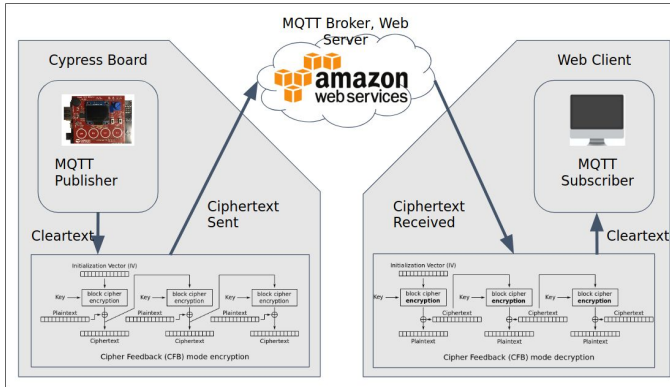 MQTT Broker, Web
Server
amazon
web services
Cypress Board
MQTT
Publisher
Cleartext
Ciphertext
Sent
Initialization Vector (IV)
Key
block cipher
encryption
Key
block cipher
encryption
Key
block cipher
encryption
Plaintext
Plaintext
Plaintext
Ciphertext
Ciphertext
Ciphertext
Cipher Feedback (CFB) mode encryption
Web Client
MQTT
Subscriber
Ciphertext
Received
Cleartext
Initialization Vector (IV)
Key
block cipher
encryption
Key
block cipher
encryption
Key
block cipher
encryption
Ciphertext
Ciphertext
Ciphertext
Plaintext
Plaintext
Plaintext
Cipher Feedback (CFB) mode decryption